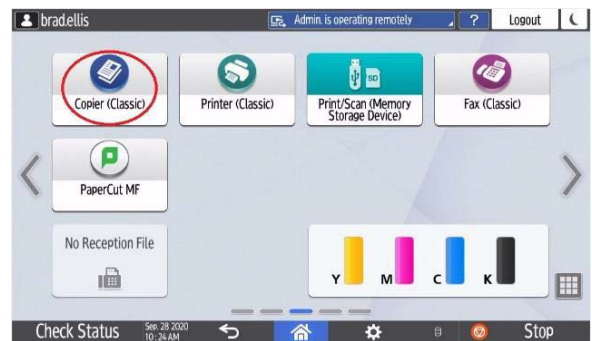 brad.ellis
Admin. is operating remotely
?
Logout
Copier (Classic)
Printer (Classic)
SD
Print/Scan (Memory
Storage Device)
Fax (Classic)
PaperCut MF
No Reception File
Y M C K
Check Status
Sep. 28 2020
10:24 AM
Stop